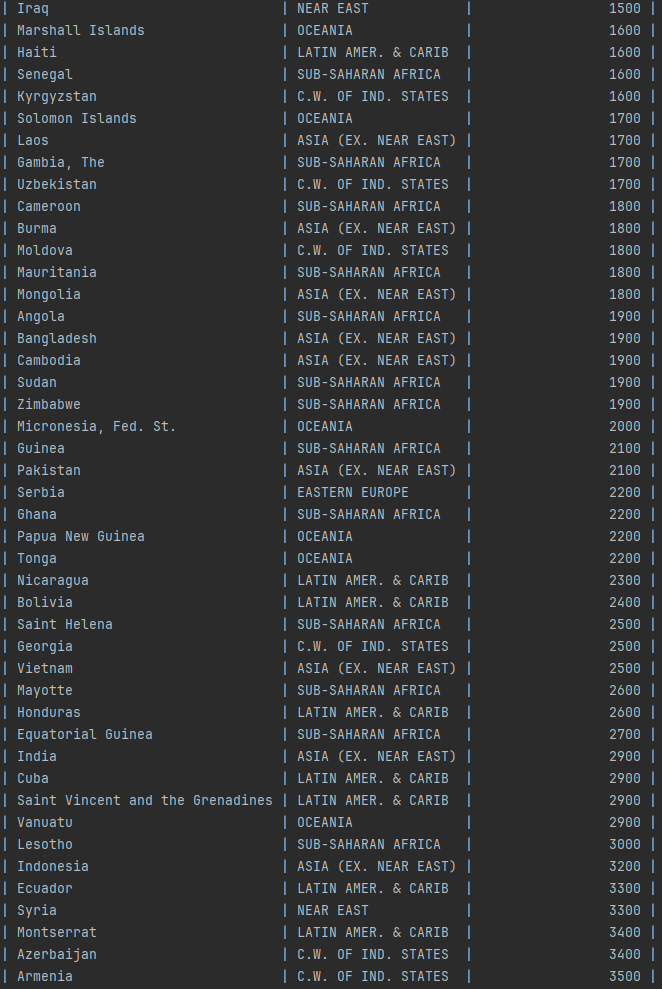 | Iraq | NEAR EAST | 1500 |
| Marshall Islands | OCEANIA | 1600 |
| Haiti | LATIN AMER. & CARIB | 1600 |
| Senegal | SUB-SAHARAN AFRICA | 1600 |
| Kyrgyzstan | C.W. OF IND. STATES | 1600 |
| Solomon Islands | OCEANIA | 1700 |
| Laos | ASIA (EX. NEAR EAST) | 1700 |
| Gambia, The | SUB-SAHARAN AFRICA | 1700 |
| Uzbekistan | C.W. OF IND. STATES | 1700 |
| Cameroon | SUB-SAHARAN AFRICA | 1800 |
| Burma | ASIA (EX. NEAR EAST) | 1800 |
| Moldova | C.W. OF IND. STATES | 1800 |
| Mauritania | SUB-SAHARAN AFRICA | 1800 |
| Mongolia | ASIA (EX. NEAR EAST) | 1800 |
| Angola | SUB-SAHARAN AFRICA | 1900 |
| Bangladesh | ASIA (EX. NEAR EAST) | 1900 |
| Cambodia | ASIA (EX. NEAR EAST) | 1900 |
| Sudan | SUB-SAHARAN AFRICA | 1900 |
| Zimbabwe | SUB-SAHARAN AFRICA | 1900 |
| Micronesia, Fed. St. | OCEANIA | 2000 |
| Guinea | SUB-SAHARAN AFRICA | 2100 |
| Pakistan | ASIA (EX. NEAR EAST) | 2100 |
| Serbia | EASTERN EUROPE | 2200 |
| Ghana | SUB-SAHARAN AFRICA | 2200 |
| Papua New Guinea | OCEANIA | 2200 |
| Tonga | OCEANIA | 2200 |
| Nicaragua | LATIN AMER. & CARIB | 2300 |
| Bolivia | LATIN AMER. & CARIB | 2400 |
| Saint Helena | SUB-SAHARAN AFRICA | 2500 |
| Georgia | C.W. OF IND. STATES | 2500 |
| Vietnam | ASIA (EX. NEAR EAST) | 2500 |
| Mayotte | SUB-SAHARAN AFRICA | 2600 |
| Honduras | LATIN AMER. & CARIB | 2600 |
| Equatorial Guinea | SUB-SAHARAN AFRICA | 2700 |
| India | ASIA (EX. NEAR EAST) | 2900 |
| Cuba | LATIN AMER. & CARIB | 2900 |
| Saint Vincent and the Grenadines | LATIN AMER. & CARIB | 2900 |
| Vanuatu | OCEANIA | 2900 |
| Lesotho | SUB-SAHARAN AFRICA | 3000 |
| Indonesia | ASIA (EX. NEAR EAST) | 3200 |
| Ecuador | LATIN AMER. & CARIB | 3300 |
| Syria | NEAR EAST | 3300 |
| Montserrat | LATIN AMER. & CARIB | 3400 |
| Azerbaijan | C.W. OF IND. STATES | 3400 |
| Armenia | C.W. OF IND. STATES | 3500 |